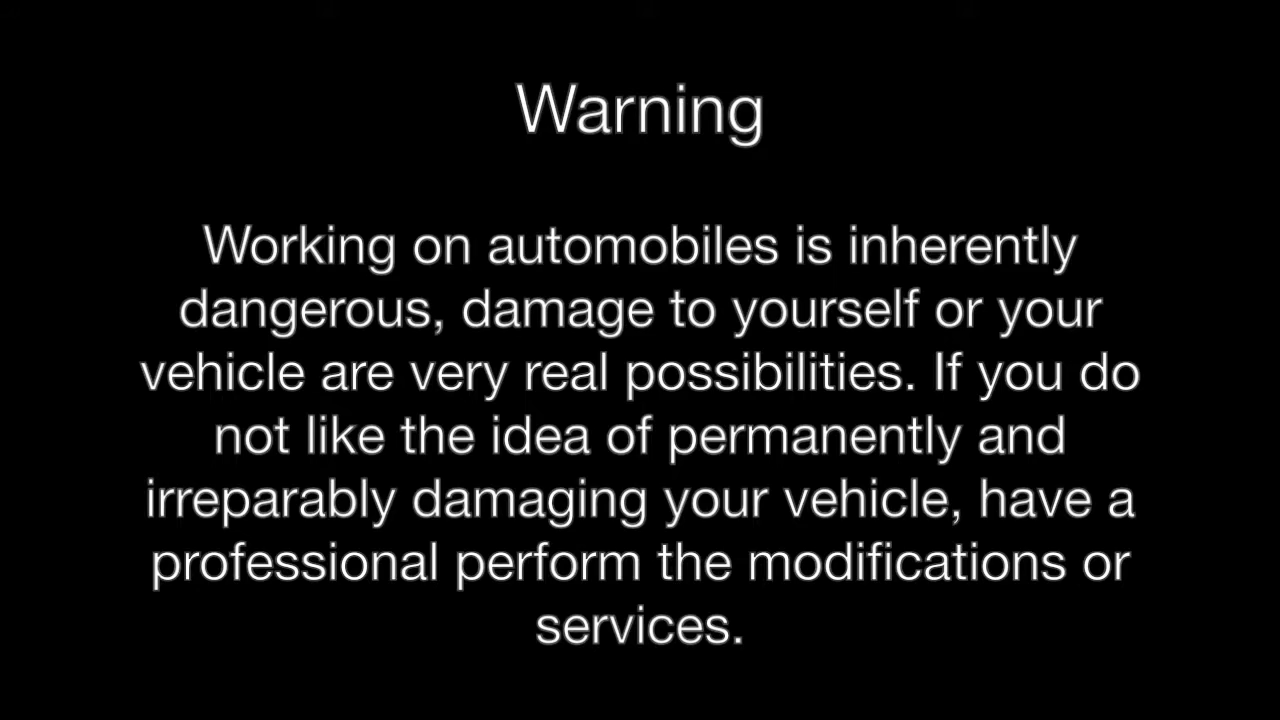 Warning
Working on automobiles is inherently
dangerous, damage to yourself or your
vehicle are very real possibilities. If you do
not like the idea of permanently and
irreparably damaging your vehicle, have a
professional perform the modifications or
services.